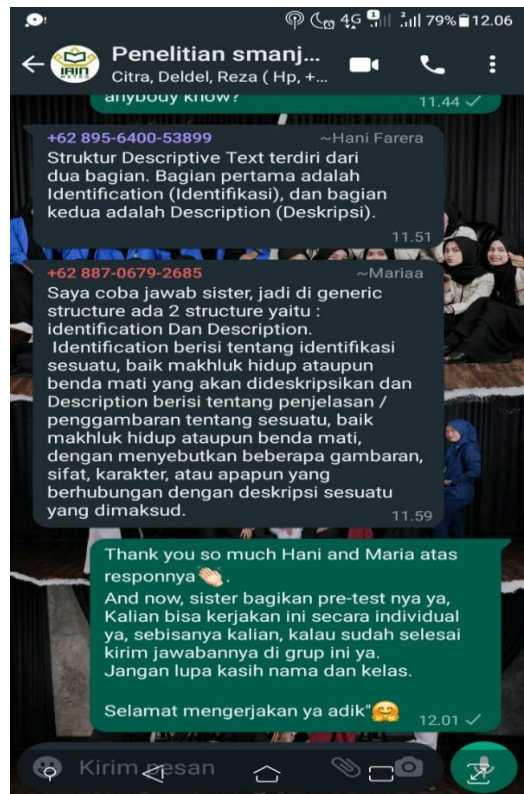 4G 79% 12.06
Penelitian smanj...
IAIN
METRO
Citra, Deldel, Reza ( Hp, +...
anybody know?
11.44
+62 895-6400-53899 ~Hani Farera
Struktur Descriptive Text terdiri dari
dua bagian. Bagian pertama adalah
Identification (Identifikasi), dan bagian
kedua adalah Description (Deskripsi).
11.51
+62 887-0679-2685 ~Mariaa
Saya coba jawab sister, jadi di generic
structure ada 2 structure yaitu :
identification Dan Description.
Identification berisi tentang identifikasi
sesuatu, baik makhluk hidup ataupun
benda mati yang akan dideskripsikan dan
Description berisi tentang penjelasan /
penggambaran tentang sesuatu, baik
makhluk hidup ataupun benda mati,
dengan menyebutkan beberapa gambaran,
sifat, karakter, atau apapun yang
berhubungan dengan deskripsi sesuatu
yang dimaksud.
11.59
Thank you so much Hani and Maria atas
responnya👏🏻.
And now, sister bagikan pre-test nya ya,
Kalian bisa kerjakan ini secara individual
ya, sebisanya kalian, kalau sudah selesai
kirim jawabannya di grup ini ya.
Jangan lupa kasih nama dan kelas.
Selamat mengerjakan ya adik"🤗
12.01
Kirim pesan